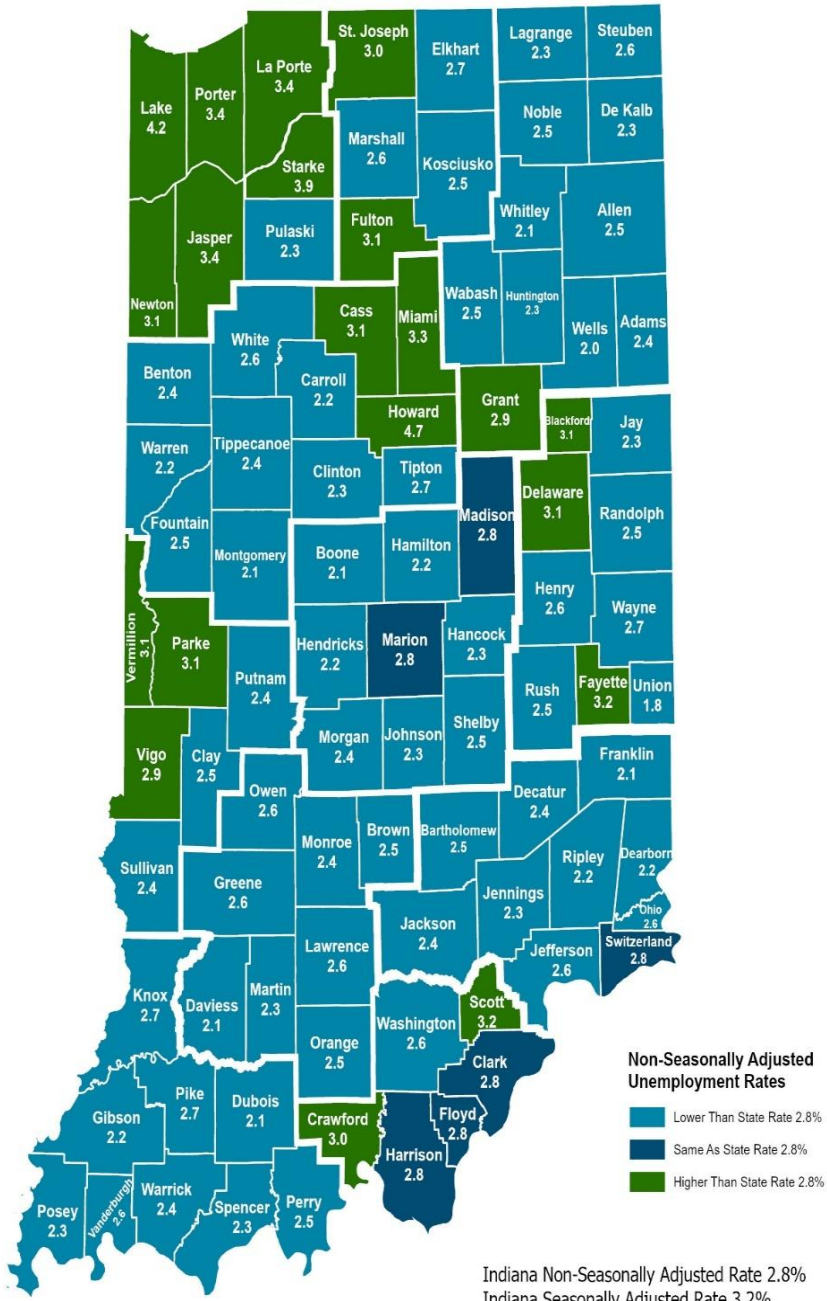 St. Joseph
3.0
Elkhart
2.7
Lagrange
2.3
Steuben
2.6
La Porte
3.4
Porter
3.4
Lake
4.2
Noble
2.5
De Kalb
2.3
Marshall
2.6
Kosciusko
2.5
Starke
3.9
Whitley
2.1
Allen
2.5
Fulton
3.1
Pulaski
2.3
Jasper
3.4
Newton
3.1
Wabash
2.5
Huntington
2.3
Wells
2.0
Adams
2.4
Cass
3.1
Miami
3.3
White
2.6
Benton
2.4
Carroll
2.2
Howard
4.7
Grant
2.9
Blackford
3.1
Jay
2.3
Warren
2.2
Tippecanoe
2.4
Clinton
2.3
Tipton
2.7
Madison
2.8
Delaware
3.1
Randolph
2.5
Fountain
2.5
Montgomery
2.1
Boone
2.1
Hamilton
2.2
Henry
2.6
Wayne
2.7
Vermillion
3.1
Parke
3.1
Putnam
2.4
Hendricks
2.2
Marion
2.8
Hancock
2.3
Rush
2.5
Fayette
3.2
Union
1.8
Vigo
2.9
Clay
2.5
Morgan
2.4
Johnson
2.3
Shelby
2.5
Franklin
2.1
Owen
2.6
Decatur
2.4
Monroe
2.4
Brown
2.5
Bartholomew
2.5
Ripley
2.2
Dearborn
2.2
Sullivan
2.4
Greene
2.6
Jennings
2.3
Ohio
2.6
Jackson
2.4
Lawrence
2.6
Jefferson
2.6
Switzerland
2.8
Knox
2.7
Daviess
2.1
Martin
2.3
Scott
3.2
Washington
2.6
Orange
2.5
Clark
2.8
Pike
2.7
Dubois
2.1
Gibson
2.2
Crawford
3.0
Floyd
2.8
Harrison
2.8
Posey
2.3
Vanderburgh
2.6
Warrick
2.4
Spencer
2.3
Perry
2.5
Non-Seasonally Adjusted
Unemployment Rates
Lower Than State Rate 2.8%
Same As State Rate 2.8%
Higher Than State Rate 2.8%
Indiana Non-Seasonally Adjusted Rate 2.8%
Indiana Seasonally Adjusted Rate 3.2%